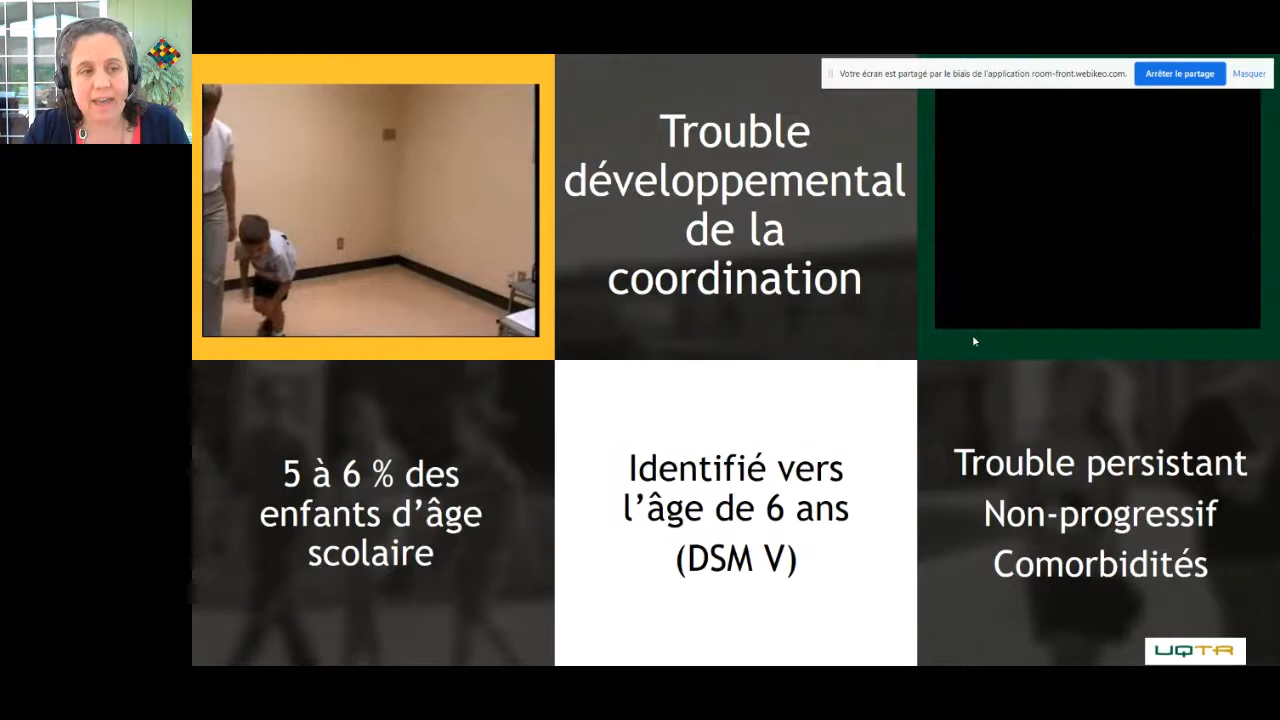 Votre écran est partagé par le biais de l'application room-front.webikeo.com.
Arrêter le partage
Masquer
Trouble
développemental
de la
coordination
5 à 6 % des
enfants d’âge
scolaire
Identifié vers
l’âge de 6 ans
(DSM V)
Trouble persistant
Non-progressif
Comorbidités
UQTR